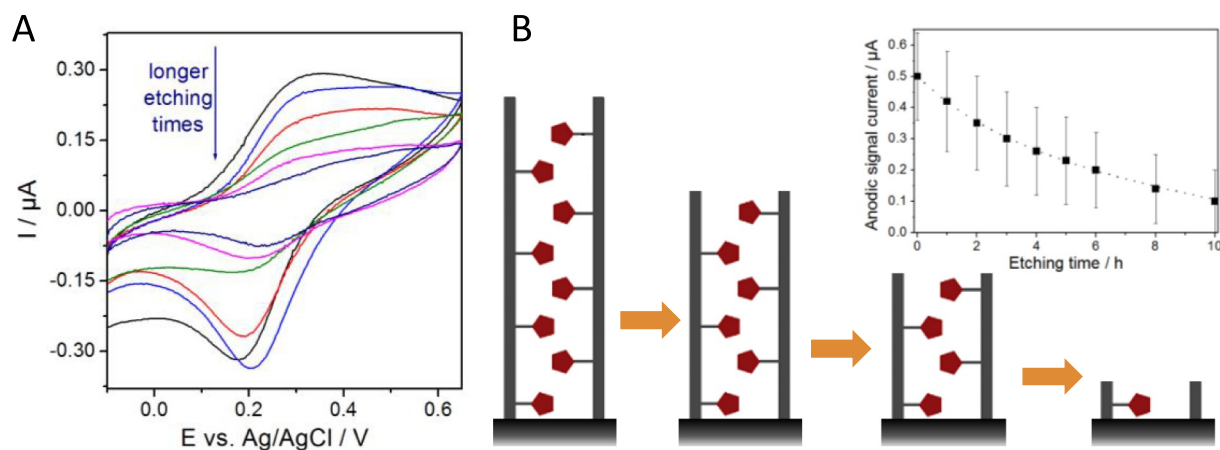 A
longer
etching
times
0.30
0.15
0.00
-0.15
-0.30
I / µA
0.0
0.2
0.4
0.6
E vs. Ag/AgCl / V
B
0.6
0.5
0.4
0.3
0.2
0.1
0.0
Anodic signal current / µA
0
2
4
6
8
10
Etching time / h